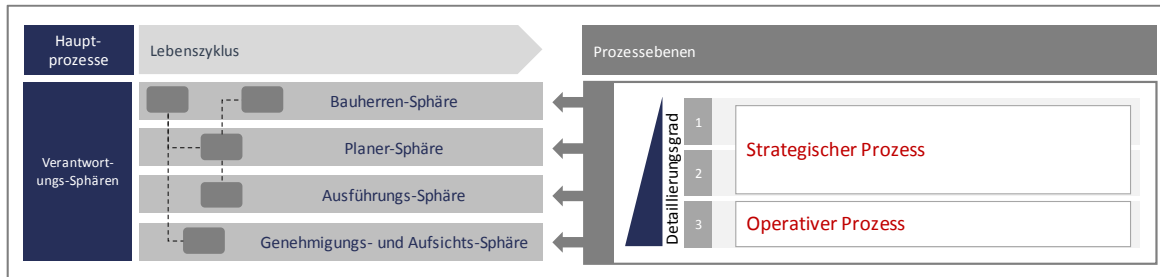 Haupt-
prozesse
Lebenszyklus
Prozessebenen
Verantwort-
ungs-Sphären
Bauherren-Sphäre
Planer-Sphäre
Ausführungs-Sphäre
Genehmigungs- und Aufsichts-Sphäre
Detaillierungsgrad
1
2
3
Strategischer Prozess
Operativer Prozess